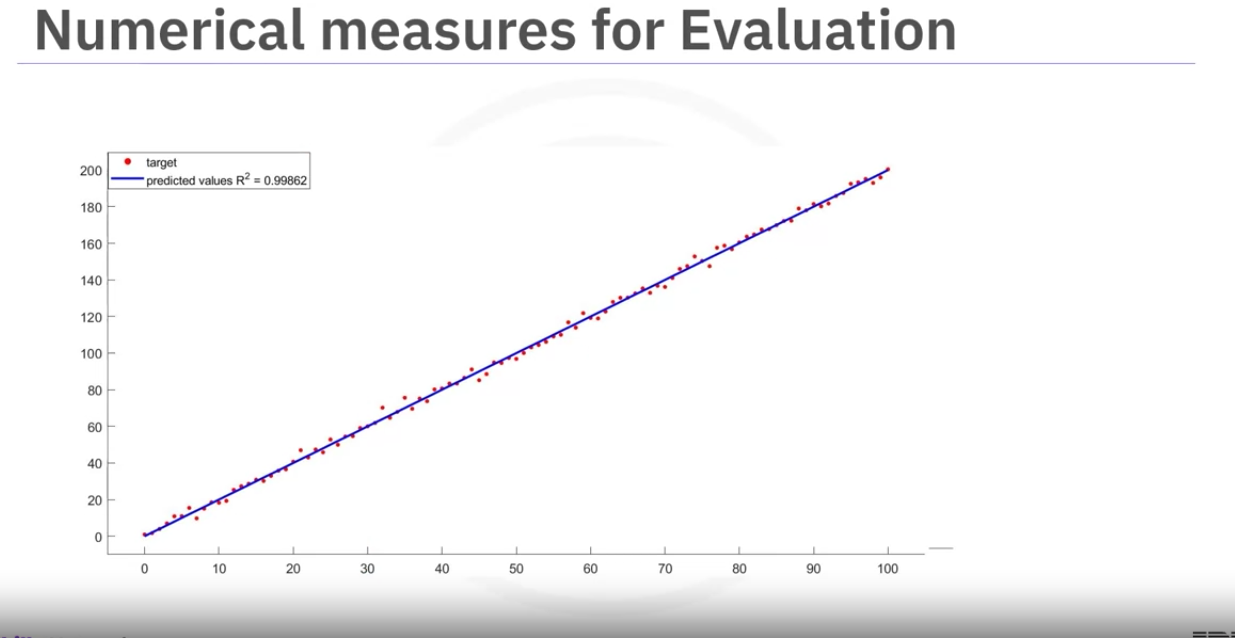 Numerical measures for Evaluation
target
predicted values R² = 0.99862
200
180
160
140
120
100
80
60
40
20
0
0 10 20 30 40 50 60 70 80 90 100